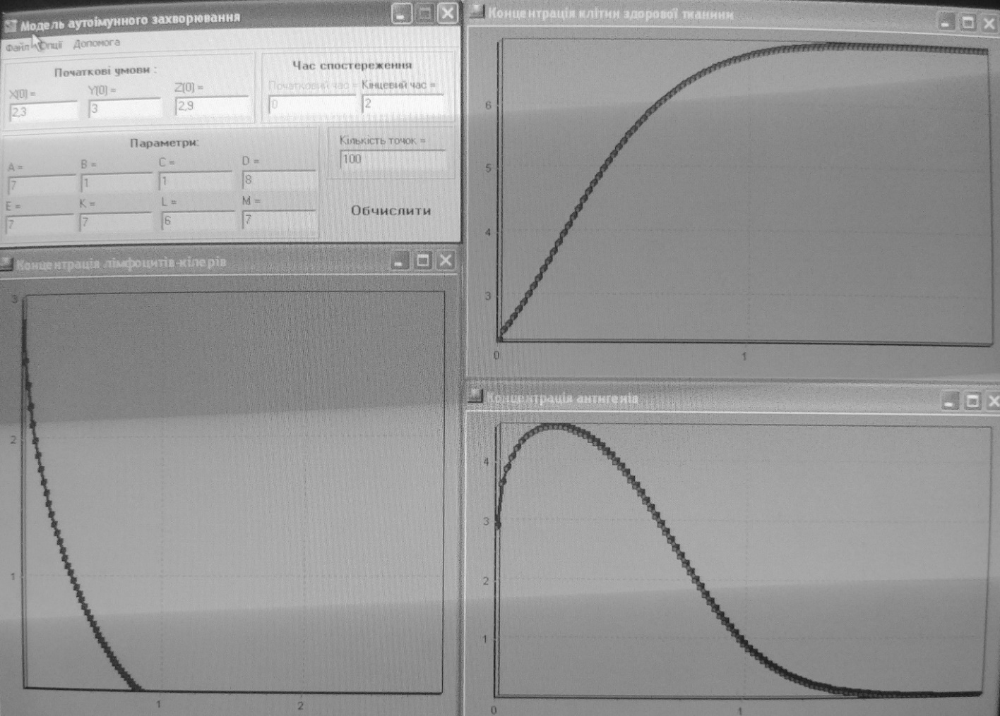 Модель аутоімунного захворювання
Файл Опції Допомога
Початкові умови :
X(0) = Y(0) = Z(0) =
2,3 3 2,9
Час спостереження
Початковий час = Кінцевий час =
0 2
Параметри:
A = B = C = D =
7 1 1 8
E = K = L = M =
7 7 6 7
Кількість точок =
100
Обчислити
Концентрація клітин здорової тканини
6
5
4
3
0 1
Концентрація лімфоцитів-кілерів
3
2
1
1 2
Концентрація антигенів
4
3
2
1
0 1